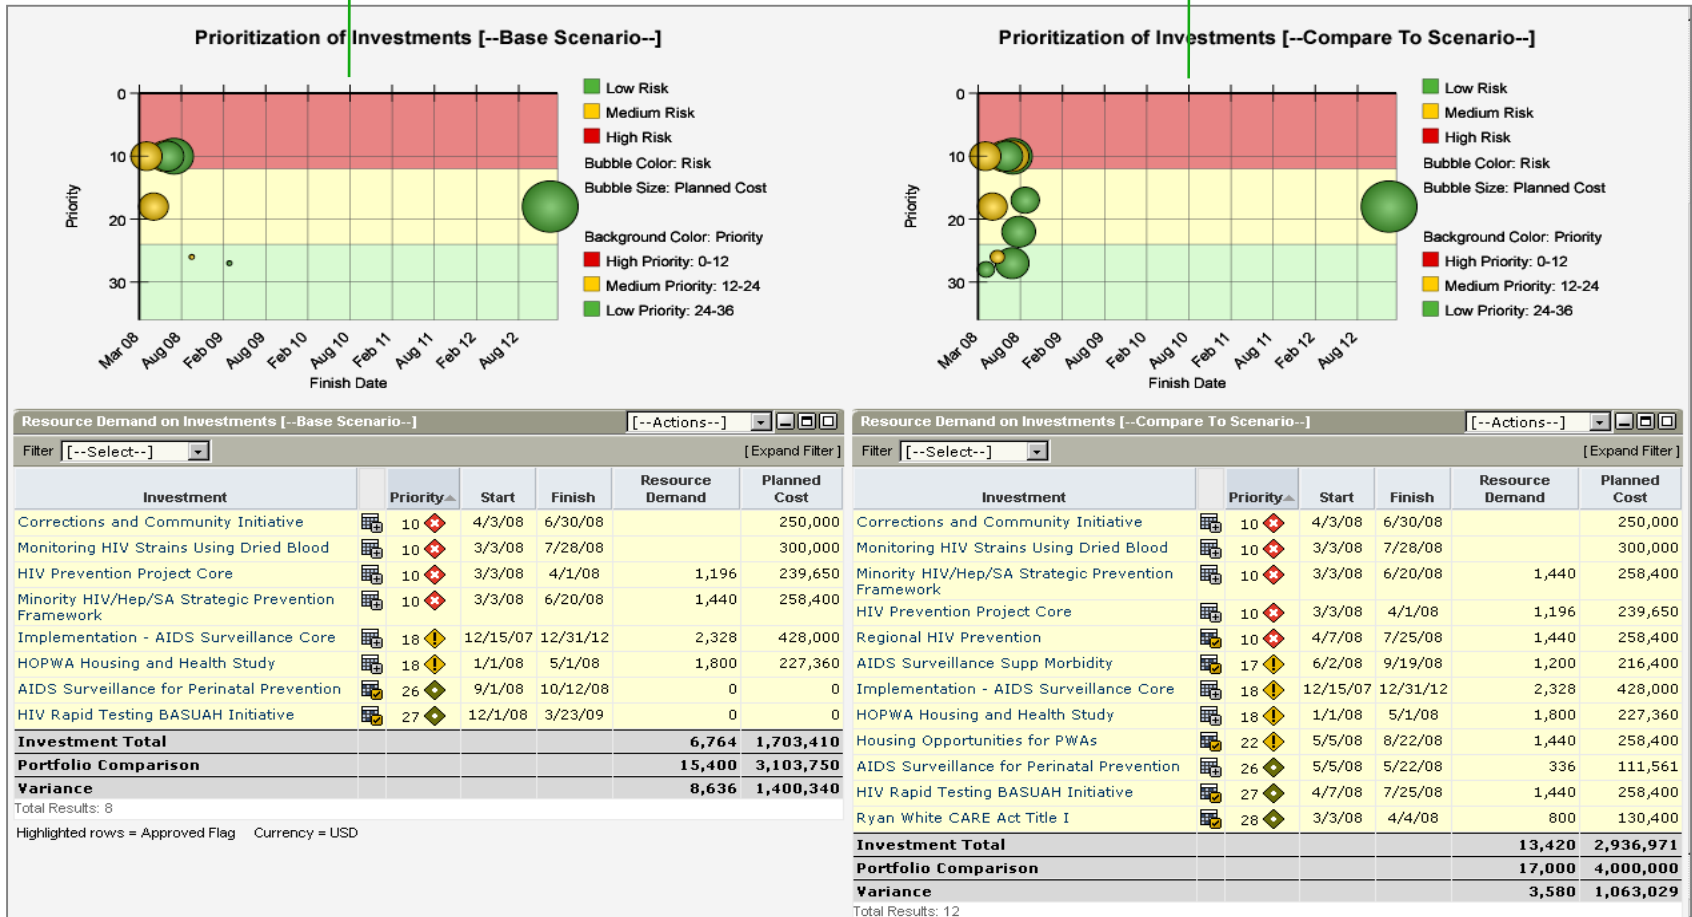 Prioritization of Investments [--Base Scenario--]
0
10
20
30
Priority
Mar 08
Aug 08
Feb 09
Aug 09
Feb 10
Aug 10
Feb 11
Aug 11
Feb 12
Aug 12
Finish Date
Low Risk
Medium Risk
High Risk
Bubble Color: Risk
Bubble Size: Planned Cost
Background Color: Priority
High Priority: 0-12
Medium Priority: 12-24
Low Priority: 24-36
Prioritization of Investments [--Compare To Scenario--]
0
10
20
30
Priority
Mar 08
Aug 08
Feb 09
Aug 09
Feb 10
Aug 10
Feb 11
Aug 11
Feb 12
Aug 12
Finish Date
Low Risk
Medium Risk
High Risk
Bubble Color: Risk
Bubble Size: Planned Cost
Background Color: Priority
High Priority: 0-12
Medium Priority: 12-24
Low Priority: 24-36
Resource Demand on Investments [--Base Scenario--] [--Actions--]
Filter [--Select--] [Expand Filter]
Investment Priority Start Finish Resource Demand Planned Cost
Corrections and Community Initiative 10 4/3/08 6/30/08 250,000
Monitoring HIV Strains Using Dried Blood 10 3/3/08 7/28/08 300,000
HIV Prevention Project Core 10 3/3/08 4/1/08 1,196 239,650
Minority HIV/Hep/SA Strategic Prevention
Framework 10 3/3/08 6/20/08 1,440 258,400
Implementation - AIDS Surveillance Core 18 12/15/07 12/31/12 2,328 428,000
HOPWA Housing and Health Study 18 1/1/08 5/1/08 1,800 227,360
AIDS Surveillance for Perinatal Prevention 26 9/1/08 10/12/08 0 0
HIV Rapid Testing BASUAH Initiative 27 12/1/08 3/23/09 0 0
Investment Total 6,764 1,703,410
Portfolio Comparison 15,400 3,103,750
Variance 8,636 1,400,340
Total Results: 8
Highlighted rows = Approved Flag Currency = USD
Resource Demand on Investments [--Compare To Scenario--] [--Actions--]
Filter [--Select--] [Expand Filter]
Investment Priority Start Finish Resource Demand Planned Cost
Corrections and Community Initiative 10 4/3/08 6/30/08 250,000
Monitoring HIV Strains Using Dried Blood 10 3/3/08 7/28/08 300,000
Minority HIV/Hep/SA Strategic Prevention
Framework 10 3/3/08 6/20/08 1,440 258,400
HIV Prevention Project Core 10 3/3/08 4/1/08 1,196 239,650
Regional HIV Prevention 10 4/7/08 7/25/08 1,440 258,400
AIDS Surveillance Supp Morbidity 17 6/2/08 9/19/08 1,200 216,400
Implementation - AIDS Surveillance Core 18 12/15/07 12/31/12 2,328 428,000
HOPWA Housing and Health Study 18 1/1/08 5/1/08 1,800 227,360
Housing Opportunities for PWAs 22 5/5/08 8/22/08 1,440 258,400
AIDS Surveillance for Perinatal Prevention 26 5/5/08 5/22/08 336 111,561
HIV Rapid Testing BASUAH Initiative 27 4/7/08 7/25/08 1,440 258,400
Ryan White CARE Act Title I 28 3/3/08 4/4/08 800 130,400
Investment Total 13,420 2,936,971
Portfolio Comparison 17,000 4,000,000
Variance 3,580 1,063,029
Total Results: 12